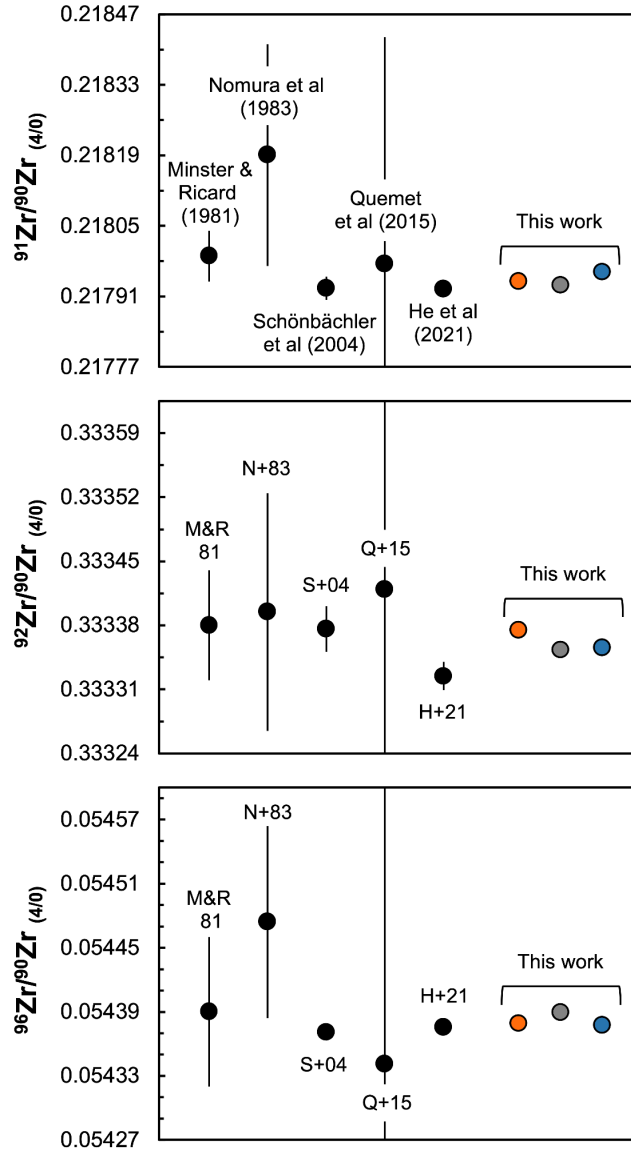 0.21847
0.21833
0.21819
0.21805
0.21791
0.21777
⁹¹Zr/⁹⁰Zr (4/0)
Nomura et al
(1983)
Minster &
Ricard
(1981)
Quemet
et al (2015)
This work
Schönbächler
et al (2004)
He et al
(2021)
0.33359
0.33352
0.33345
0.33338
0.33331
0.33324
⁹²Zr/⁹⁰Zr (4/0)
N+83
M&R
81
Q+15
S+04
This work
H+21
0.05457
0.05451
0.05445
0.05439
0.05433
0.05427
⁹⁶Zr/⁹⁰Zr (4/0)
N+83
M&R
81
This work
H+21
S+04
Q+15